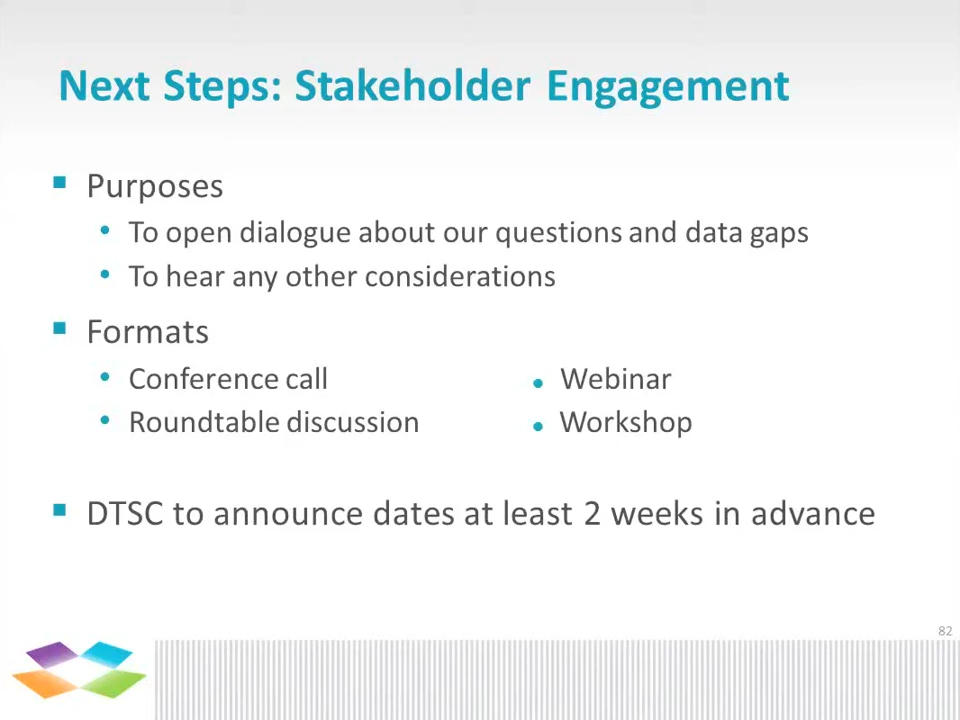 Next Steps: Stakeholder Engagement
▪ Purposes
• To open dialogue about our questions and data gaps
• To hear any other considerations
▪ Formats
• Conference call • Webinar
• Roundtable discussion • Workshop
▪ DTSC to announce dates at least 2 weeks in advance
82